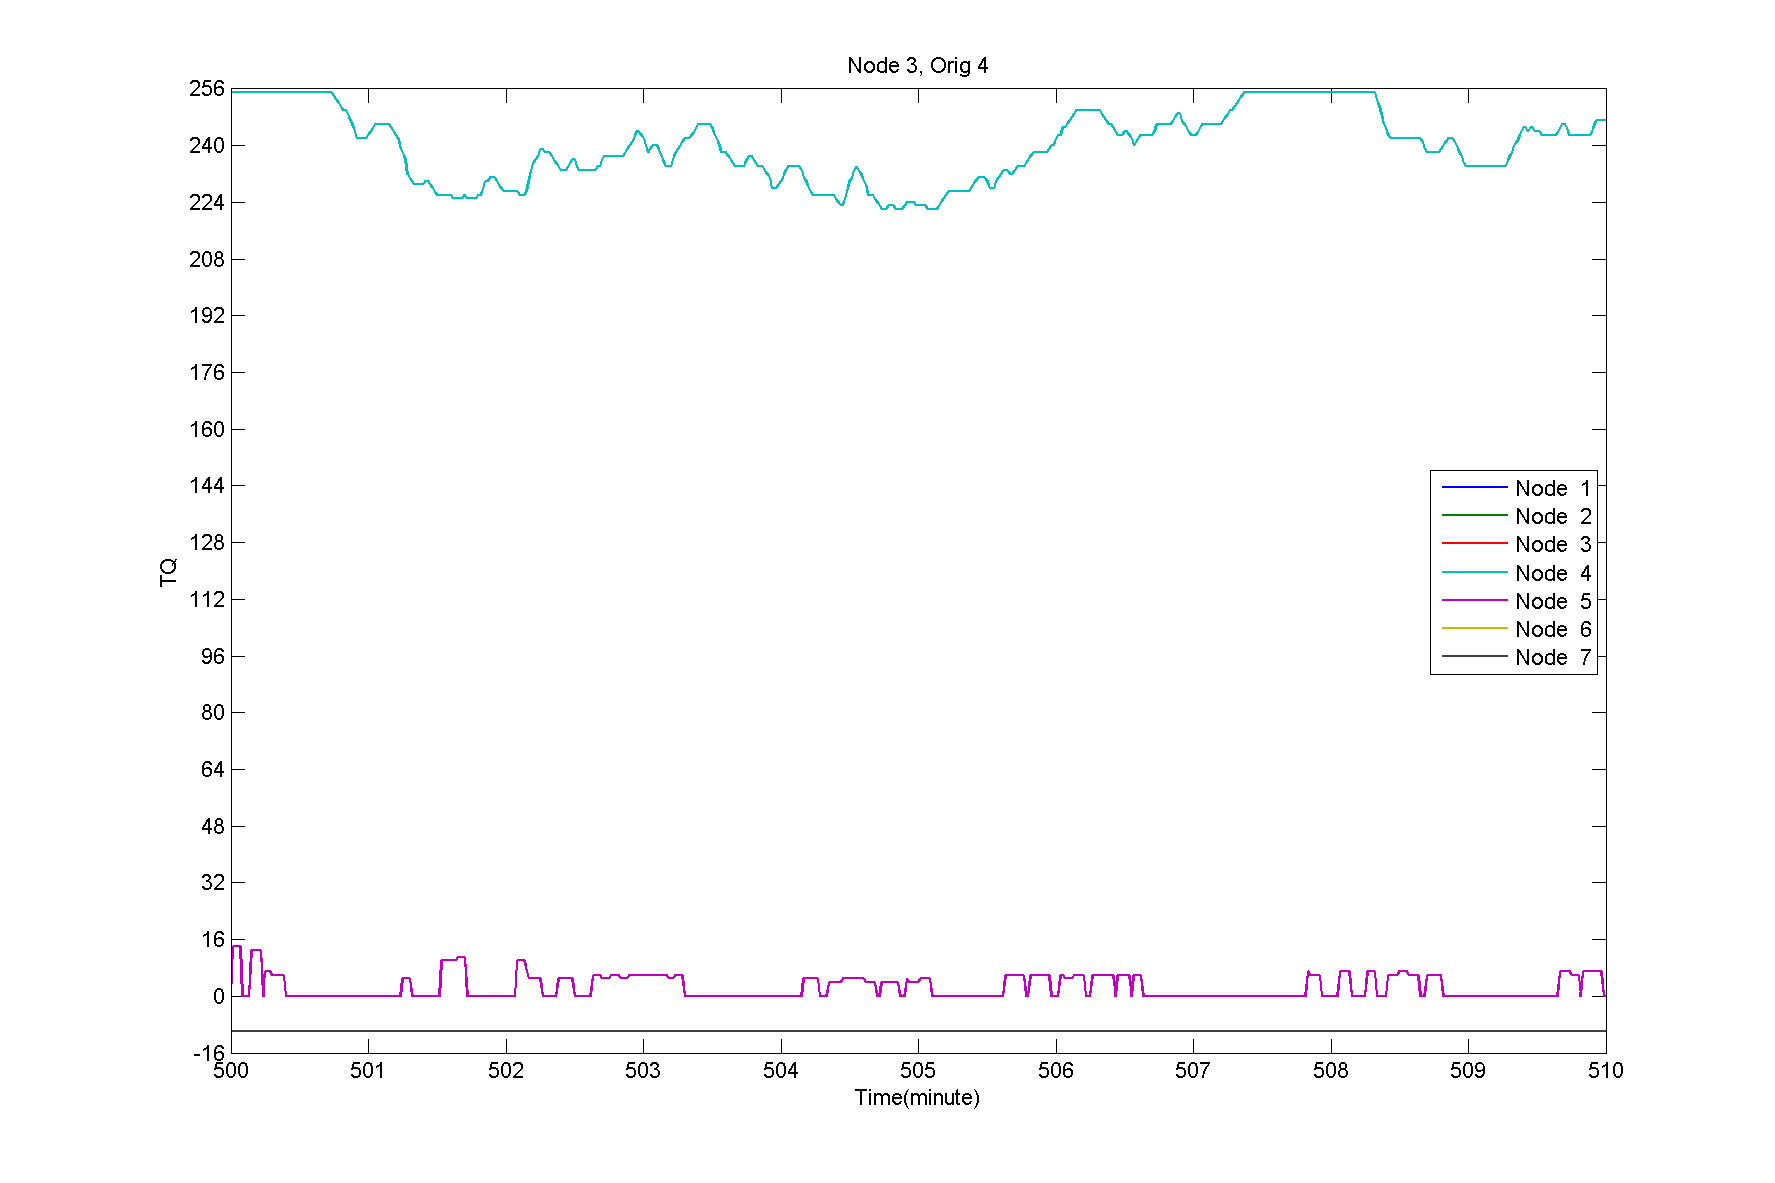 Node 3, Orig 4
256
240
224
208
192
176
160
144
128
112
96
80
64
48
32
16
0
-16
TQ
Node 1
Node 2
Node 3
Node 4
Node 5
Node 6
Node 7
500 501 502 503 504 505 506 507 508 509 510
Time(minute)